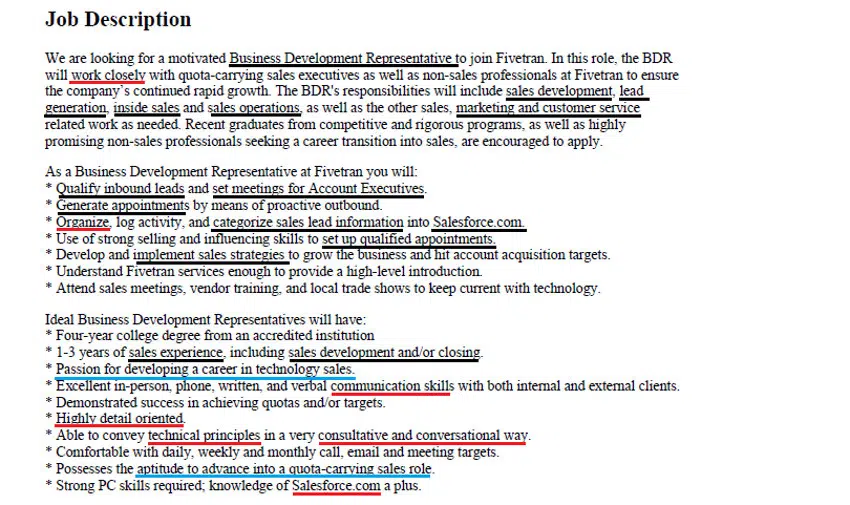 Job Description
We are looking for a motivated Business Development Representative to join Fivetran. In this role, the BDR
will work closely with quota-carrying sales executives as well as non-sales professionals at Fivetran to ensure
the company's continued rapid growth. The BDR's responsibilities will include sales development, lead
generation, inside sales and sales operations, as well as the other sales, marketing and customer service
related work as needed. Recent graduates from competitive and rigorous programs, as well as highly
promising non-sales professionals seeking a career transition into sales, are encouraged to apply.
As a Business Development Representative at Fivetran you will:
* Qualify inbound leads and set meetings for Account Executives.
* Generate appointments by means of proactive outbound.
* Organize, log activity, and categorize sales lead information into Salesforce.com.
* Use of strong selling and influencing skills to set up qualified appointments.
* Develop and implement sales strategies to grow the business and hit account acquisition targets.
* Understand Fivetran services enough to provide a high-level introduction.
* Attend sales meetings, vendor training, and local trade shows to keep current with technology.
Ideal Business Development Representatives will have:
* Four-year college degree from an accredited institution
* 1-3 years of sales experience, including sales development and/or closing.
* Passion for developing a career in technology sales.
* Excellent in-person, phone, written, and verbal communication skills with both internal and external clients.
* Demonstrated success in achieving quotas and/or targets.
* Highly detail oriented.
* Able to convey technical principles in a very consultative and conversational way.
* Comfortable with daily, weekly and monthly call, email and meeting targets.
* Possesses the aptitude to advance into a quota-carrying sales role.
* Strong PC skills required; knowledge of Salesforce.com a plus.